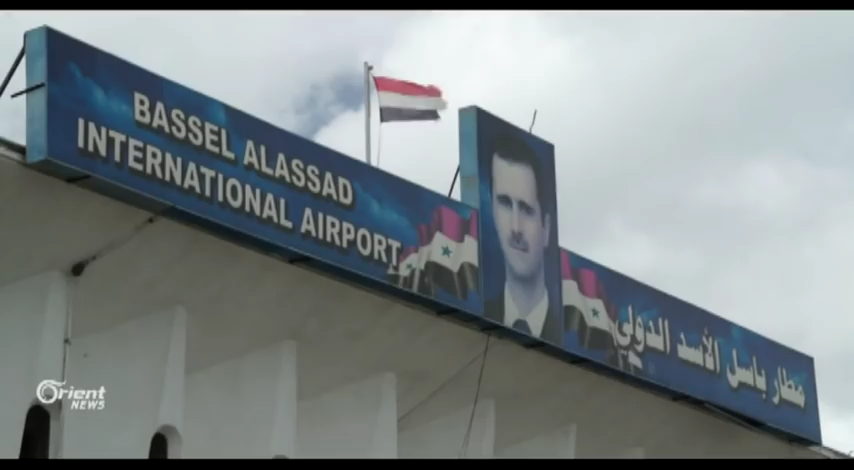 BASSEL ALASSAD
INTERNATIONAL AIRPORT
مطار باسل الأسد الدولي
Orient
NEWS